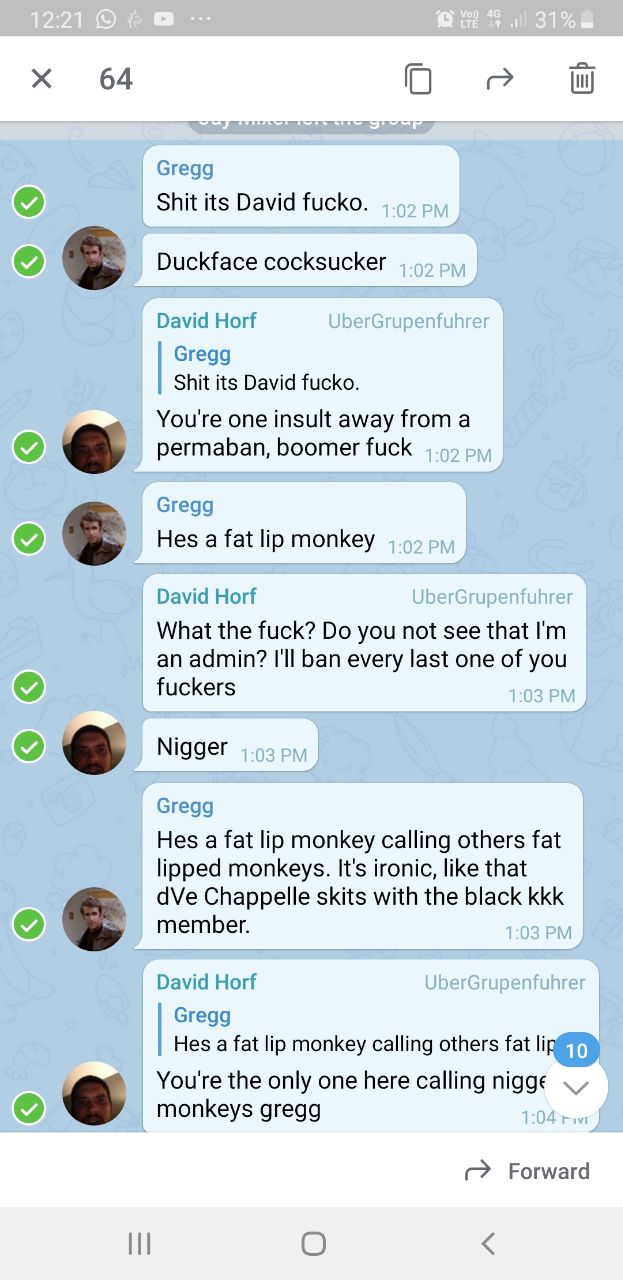 12:21 ... Vo)) LTE 4G 31%
64
Jay Mixer left the group
Gregg
Shit its David fucko. 1:02 PM
Duckface cocksucker 1:02 PM
David Horf UberGrupenfuhrer
Gregg
Shit its David fucko.
You're one insult away from a
permaban, boomer fuck 1:02 PM
Gregg
Hes a fat lip monkey 1:02 PM
David Horf UberGrupenfuhrer
What the fuck? Do you not see that I'm
an admin? I'll ban every last one of you
fuckers 1:03 PM
Nigger 1:03 PM
Gregg
Hes a fat lip monkey calling others fat
lipped monkeys. It's ironic, like that
dVe Chappelle skits with the black kkk
member. 1:03 PM
David Horf UberGrupenfuhrer
Gregg
Hes a fat lip monkey calling others fat lip
10
You're the only one here calling nigge
monkeys gregg 1:04 PM
Forward